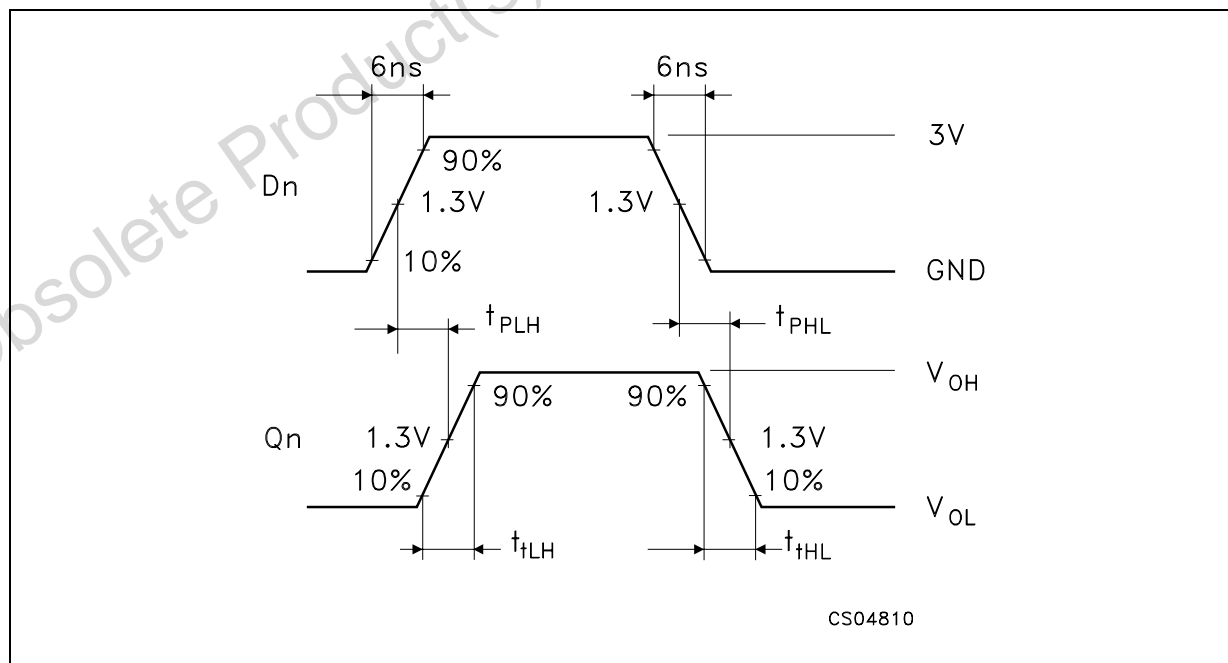 6ns 6ns
3V
90%
Dn
1.3V 1.3V
10%
GND
tPLH tPHL
VOH
90% 90%
Qn
1.3V 1.3V
10% 10%
VOL
ttLH ttHL
CS04810
Obsolete Product(s)